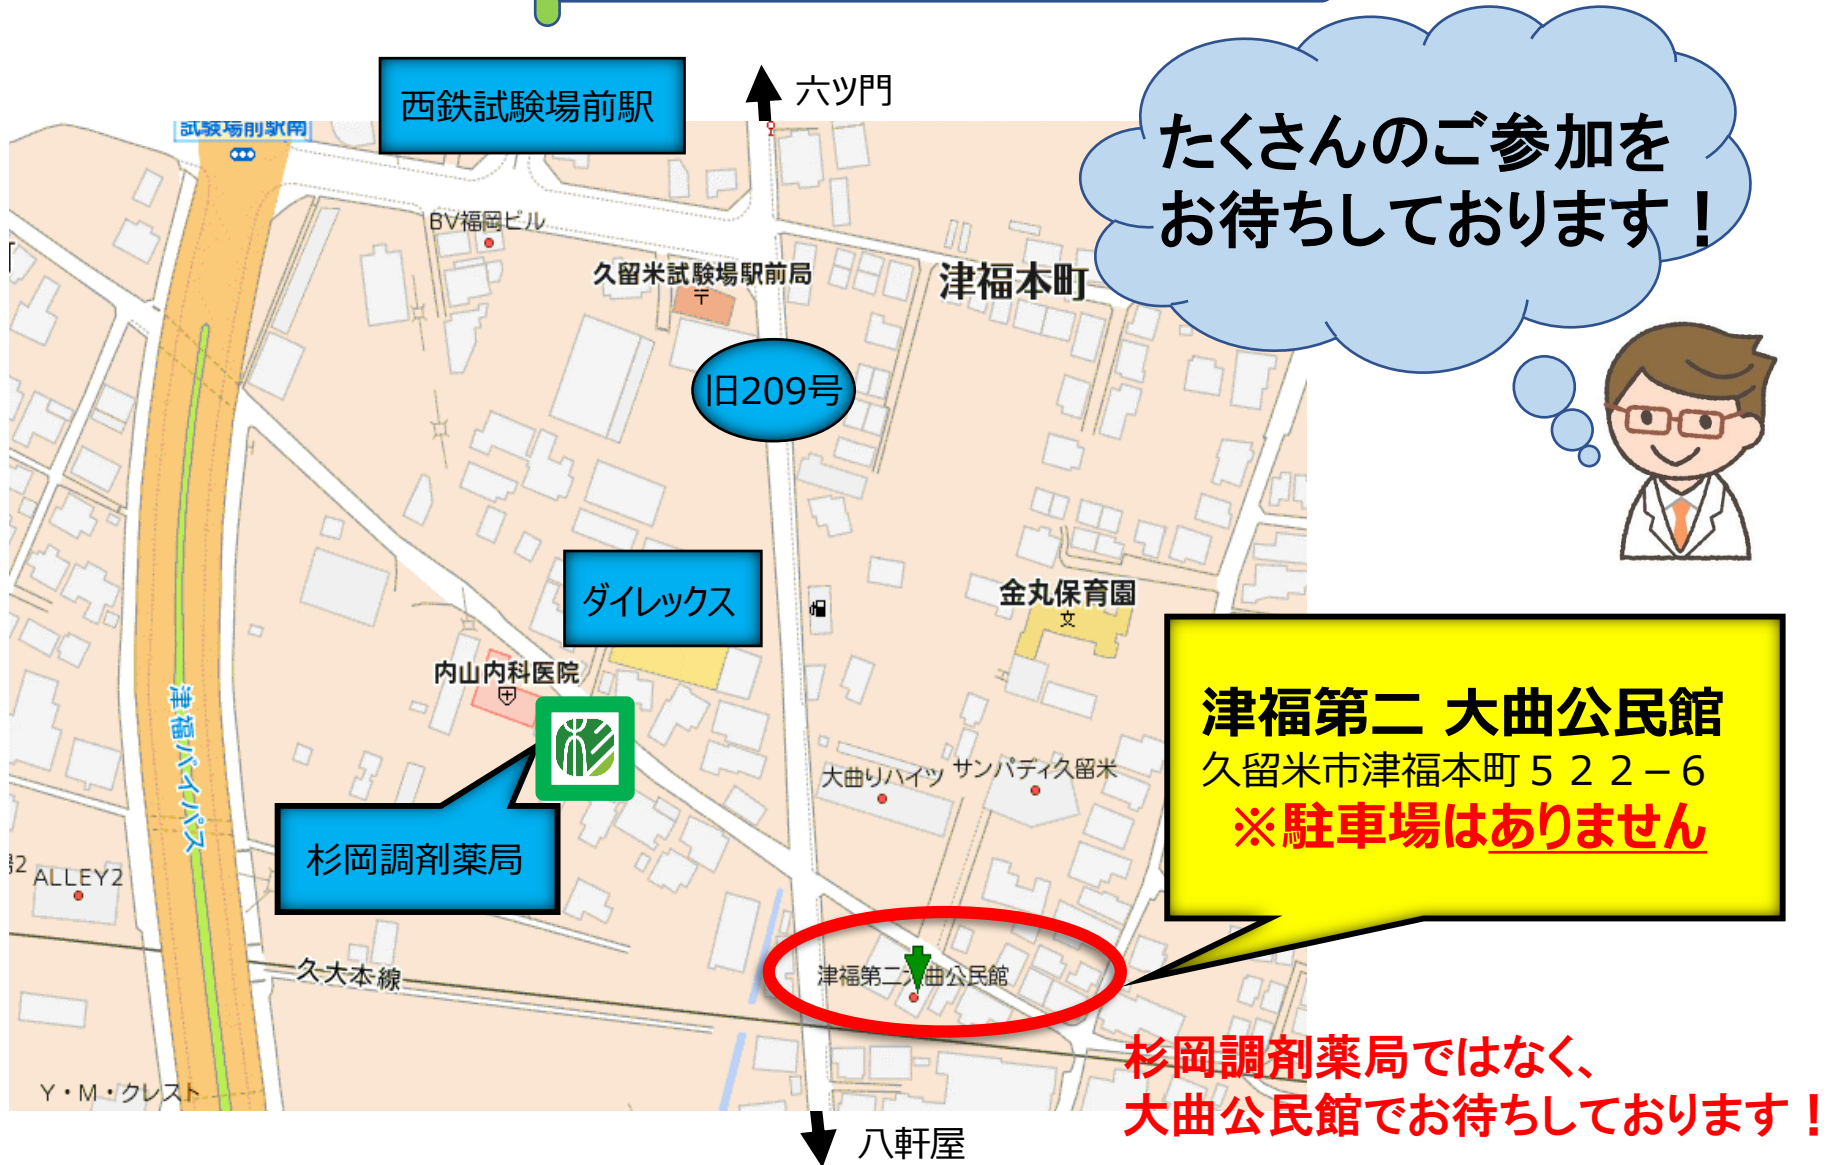 六ツ門
西鉄試験場前駅
試験場前駅南
たくさんのご参加を
お待ちしております！
BV福岡ビル
久留米試験場駅前局
津福本町
旧209号
ダイレックス
金丸保育園
内山内科医院
津福バイパス
津福第二 大曲公民館
久留米市津福本町５２２−６
※駐車場はありません
大曲りハイツ
サンパディク久留米
杉岡調剤薬局
ALLEY2
久大本線
津福第二大曲公民館
杉岡調剤薬局ではなく、
大曲公民館でお待ちしております！
Y・M・クレスト
八軒屋